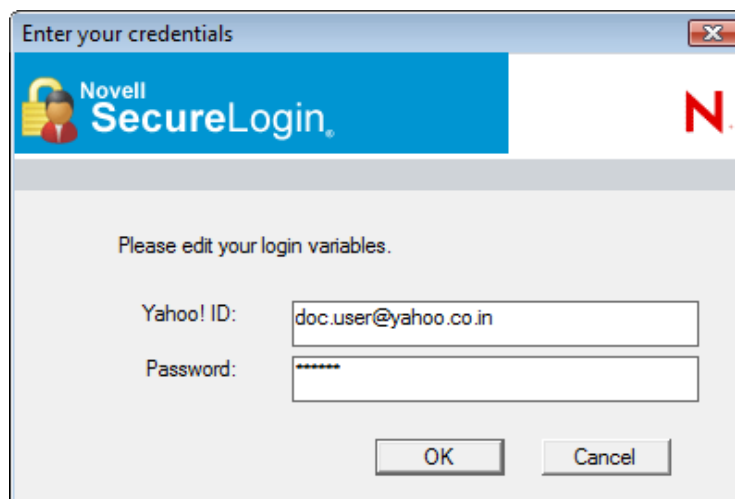 Enter your credentials
Novell
SecureLogin®
N.
Please edit your login variables.
Yahoo! ID: doc.user@yahoo.co.in
Password: ******
OK Cancel